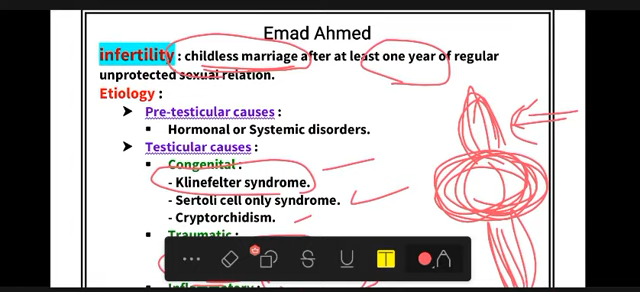 Emad Ahmed
infertility : childless marriage after at least one year of regular
unprotected sexual relation.
Etiology :
➤ Pre-testicular causes :
▪ Hormonal or Systemic disorders.
➤ Testicular causes :
▪ Congenital :
- Klinefelter syndrome.
- Sertoli cell only syndrome.
- Cryptorchidism.
▪ Traumatic :